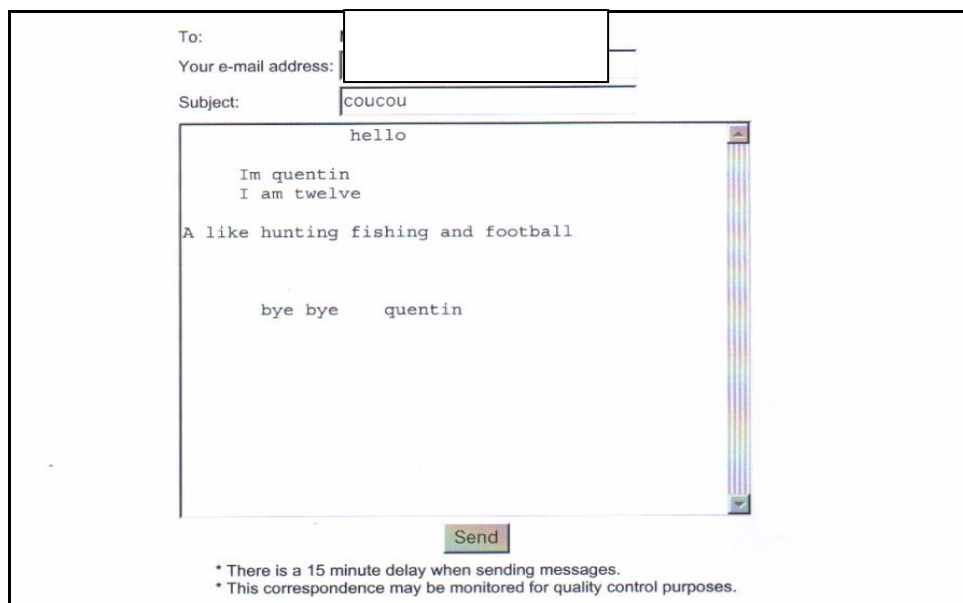 To:
Your e-mail address:
Subject: coucou
hello
Im quentin
I am twelve
A like hunting fishing and football
bye bye quentin
Send
* There is a 15 minute delay when sending messages.
* This correspondence may be monitored for quality control purposes.